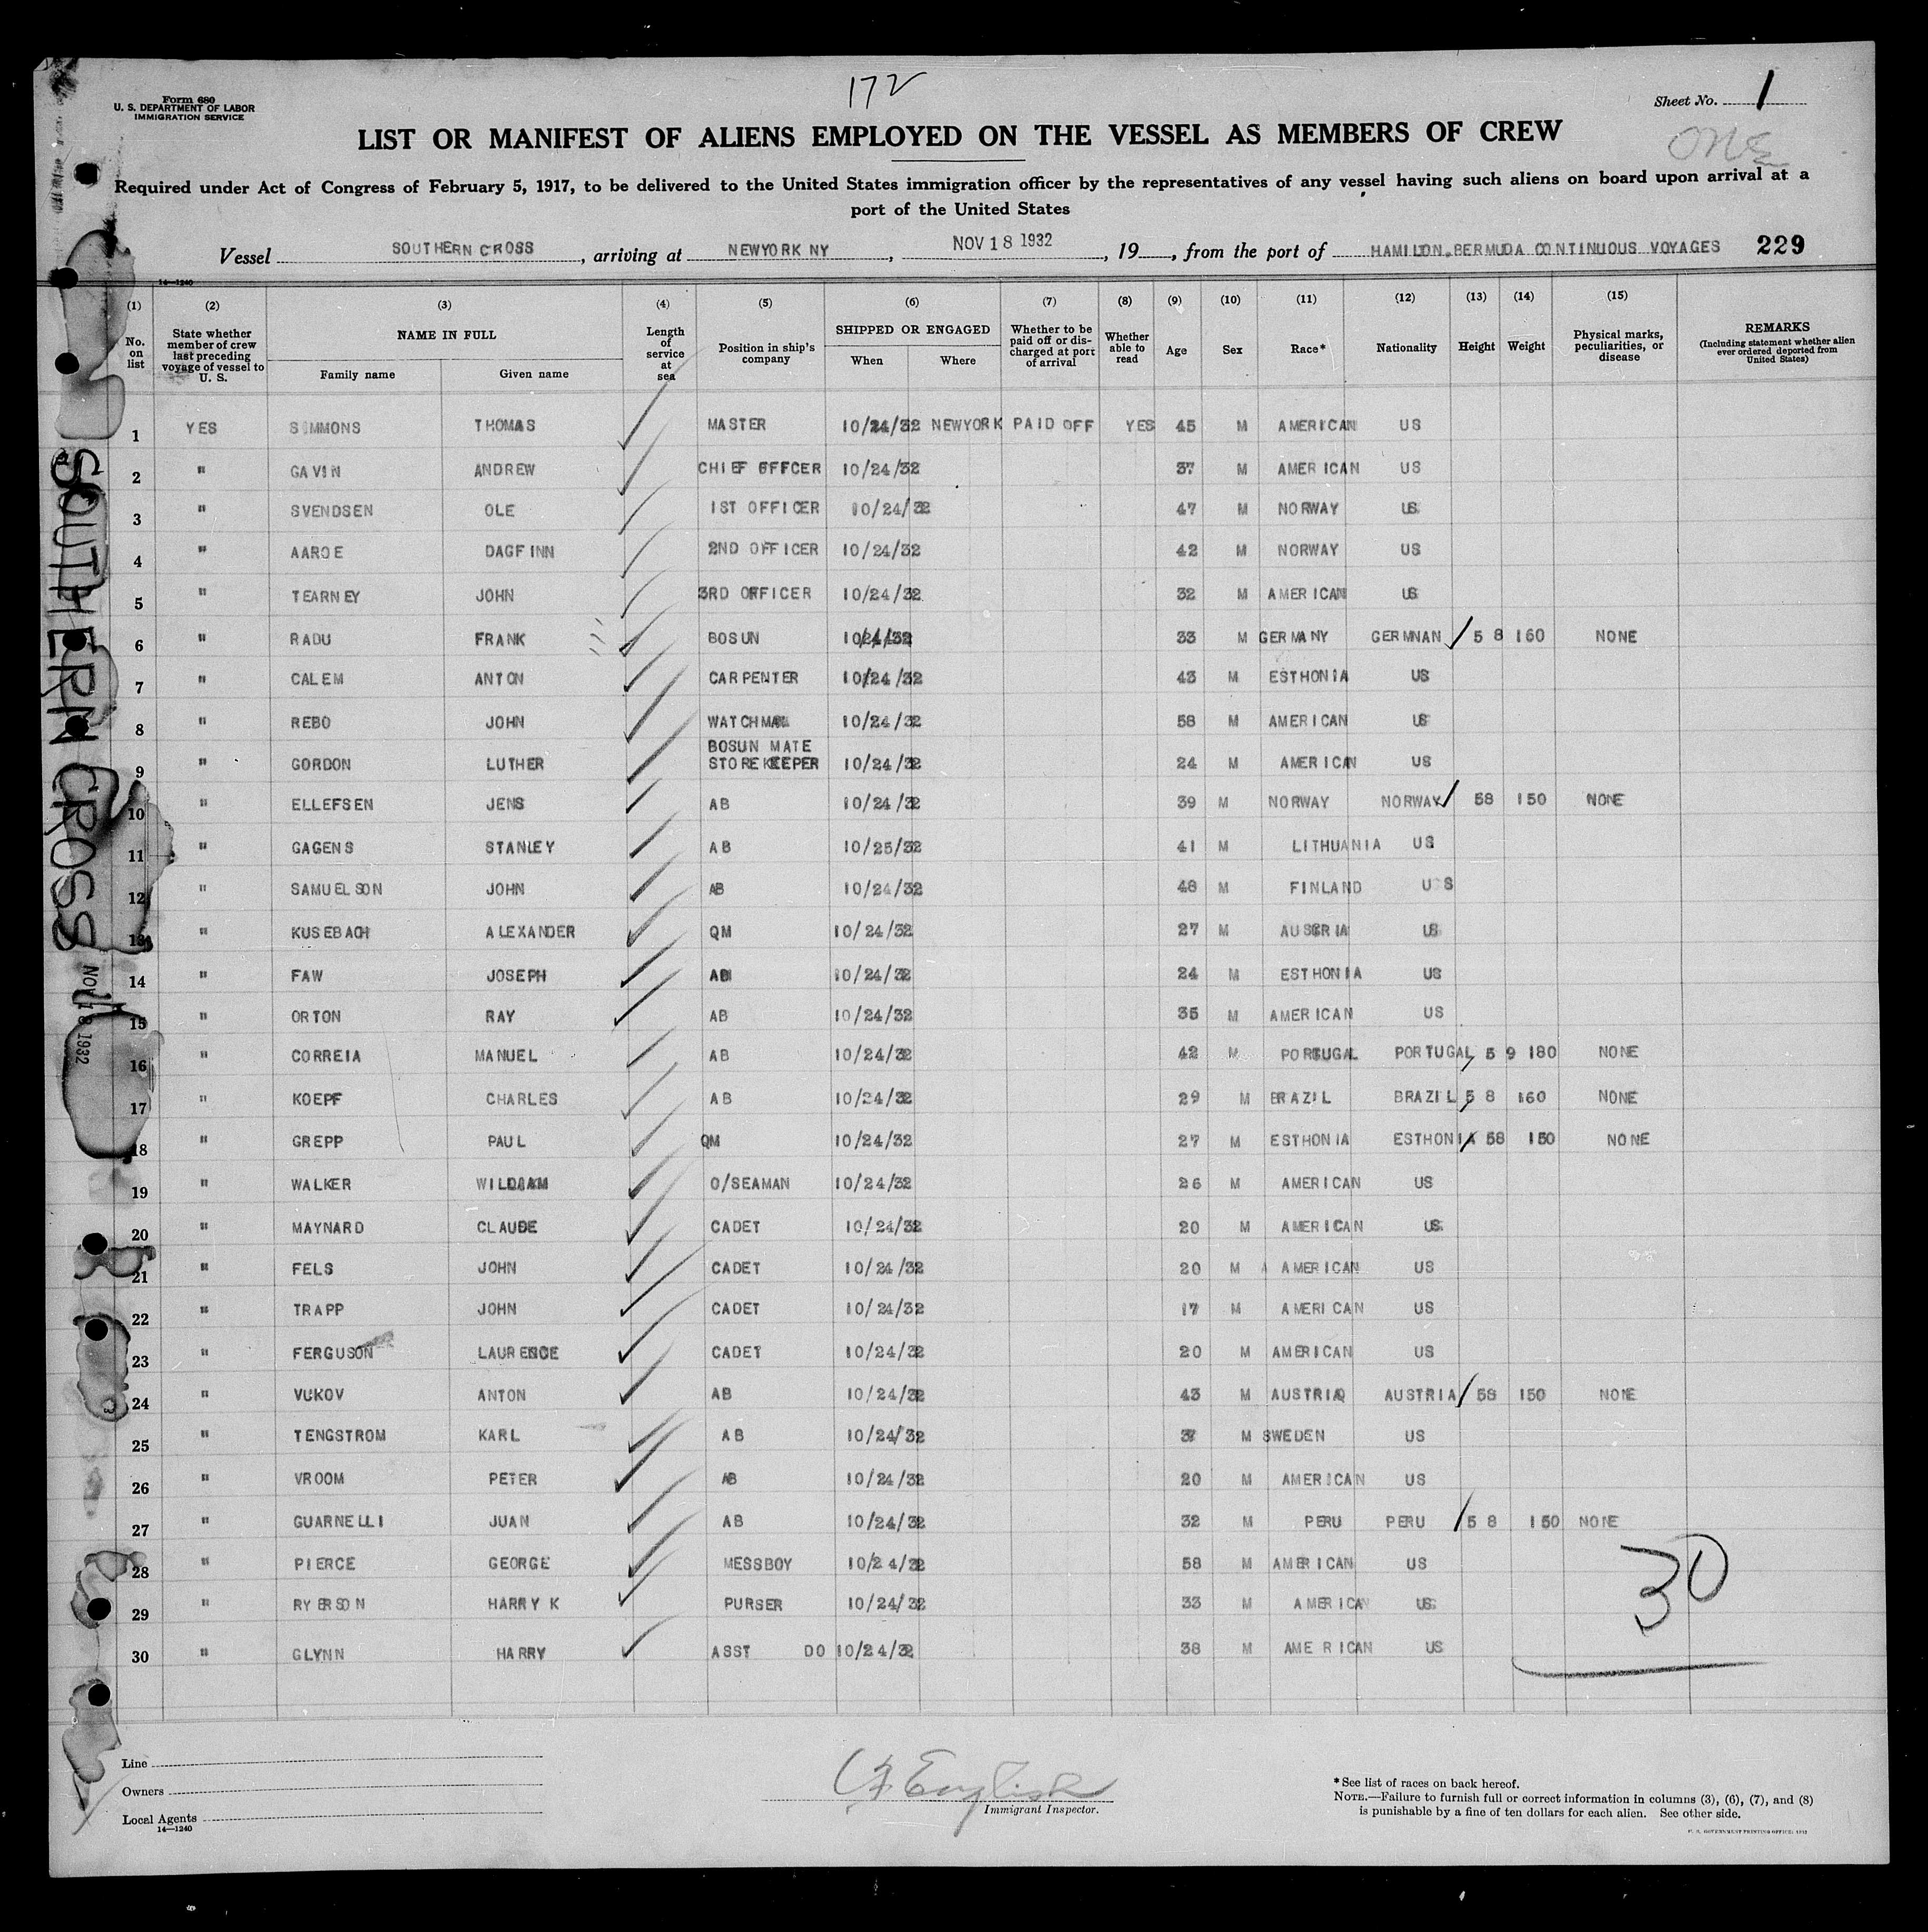 172
Form 680
U. S. DEPARTMENT OF LABOR
IMMIGRATION SERVICE
Sheet No. 1
ONE
LIST OR MANIFEST OF ALIENS EMPLOYED ON THE VESSEL AS MEMBERS OF CREW
Required under Act of Congress of February 5, 1917, to be delivered to the United States immigration officer by the representatives of any vessel having such aliens on board upon arrival at a
port of the United States
Vessel SOUTHERN CROSS, arriving at NEWYORK NY, NOV 18 1932, 19, from the port of HAMILTON.BERMUDA CONTINUOUS VOYAGES 229
14—1240
(1) (2) (3) (4) (5) (6) (7) (8) (9) (10) (11) (12) (13) (14) (15)
No. on list State whether member of crew last preceding voyage of vessel to U. S. NAME IN FULL Family name Given name Length of service at sea Position in ship's company SHIPPED OR ENGAGED When Where Whether to be paid off or discharged at port of arrival Whether able to read Age Sex Race* Nationality Height Weight Physical marks, peculiarities, or disease REMARKS (Including statement whether alien ever ordered deported from United States)
1 YES SIMMONS THOMAS MASTER 10/24/32 NEWYORK PAID OFF YES 45 M AMERICAN US
2 " GAVIN ANDREW CHIEF OFFCER 10/24/32 37 M AMERICAN US
3 " SVENDSEN OLE 1ST OFFICER 10/24/32 47 M NORWAY US
4 " AAROE DAGFINN 2ND OFFICER 10/24/32 42 M NORWAY US
5 " TEARNEY JOHN 3RD OFFICER 10/24/32 32 M AMERICAN US
6 " RADU FRANK BOSUN 10/24/32 33 M GERMANY GERMNAN 5 8 160 NONE
7 " CALEM ANTON CARPENTER 10/24/32 43 M ESTHONIA US
8 " REBO JOHN WATCHMAN 10/24/32 58 M AMERICAN US
BOSUN MATE
9 " GORDON LUTHER STOREKEEPER 10/24/32 24 M AMERICAN US
10 " ELLEFSEN JENS AB 10/24/32 39 M NORWAY NORWAY 58 150 NONE
11 " GAGENS STANLEY AB 10/25/32 41 M LITHUANIA US
12 " SAMUELSON JOHN AB 10/24/32 48 M FINLAND US
13 " KUSEBACH ALEXANDER QM 10/24/32 27 M AUSRIA US
14 " FAW JOSEPH AB 10/24/32 24 M ESTHONIA US
15 " ORTON RAY AB 10/24/32 35 M AMERICAN US
16 " CORREIA MANUEL AB 10/24/32 42 M PORTUGAL PORTUGAL 5 9 180 NONE
17 " KOEPF CHARLES AB 10/24/32 29 M BRAZIL BRAZIL 5 8 160 NONE
18 " GREPP PAUL QM 10/24/32 27 M ESTHONIA ESTHONIA 58 150 NONE
19 " WALKER WILLIAM O/SEAMAN 10/24/32 26 M AMERICAN US
20 " MAYNARD CLAUDE CADET 10/24/32 20 M AMERICAN US
21 " FELS JOHN CADET 10/24/32 20 M AMERICAN US
22 " TRAPP JOHN CADET 10/24/32 17 M AMERICAN US
23 " FERGUSON LAURENCE CADET 10/24/32 20 M AMERICAN US
24 " VUKOV ANTON AB 10/24/32 43 M AUSTRIA AUSTRIA 58 150 NONE
25 " TENGSTROM KARL AB 10/24/32 37 M SWEDEN US
26 " VROOM PETER AB 10/24/32 20 M AMERICAN US
27 " GUARNELLI JUAN AB 10/24/32 32 M PERU PERU 5 8 150 NONE
28 " PIERCE GEORGE MESSBOY 10/24/32 58 M AMERICAN US
29 " RYERSON HARRY K PURSER 10/24/32 33 M AMERICAN US
30 " GLYNN HARRY ASST DO 10/24/32 38 M AMERICAN US
30
SOUTHERN CROSS
NOV 18 1932
Line
Owners
Local Agents
14—1240
English
Immigrant Inspector.
* See list of races on back hereof.
NOTE.—Failure to furnish full or correct information in columns (3), (6), (7), and (8)
is punishable by a fine of ten dollars for each alien. See other side.